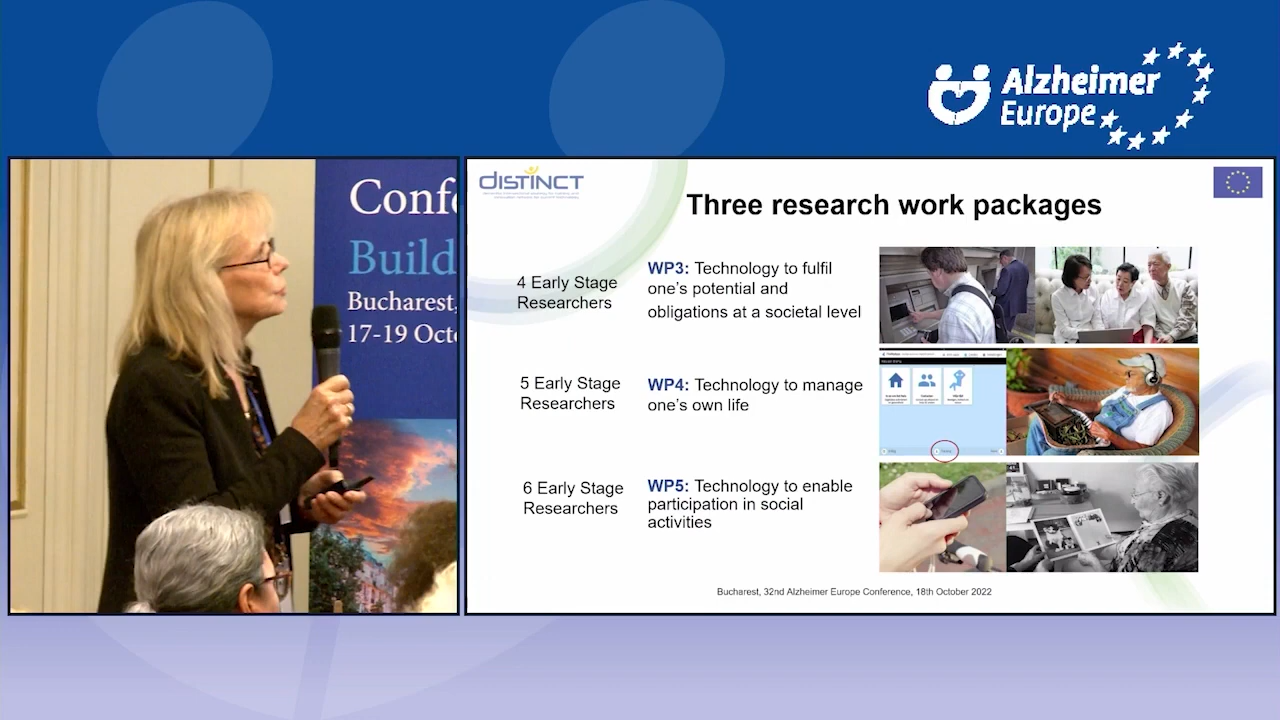 Alzheimer
Europe
Confe
Build
Bucharest,
17-19 Octo
DISTINCT
Three research work packages
4 Early Stage
Researchers
WP3: Technology to fulfil
one's potential and
obligations at a societal level
5 Early Stage
Researchers
WP4: Technology to manage
one's own life
6 Early Stage
Researchers
WP5: Technology to enable
participation in social
activities
Bucharest, 32nd Alzheimer Europe Conference, 18th October 2022